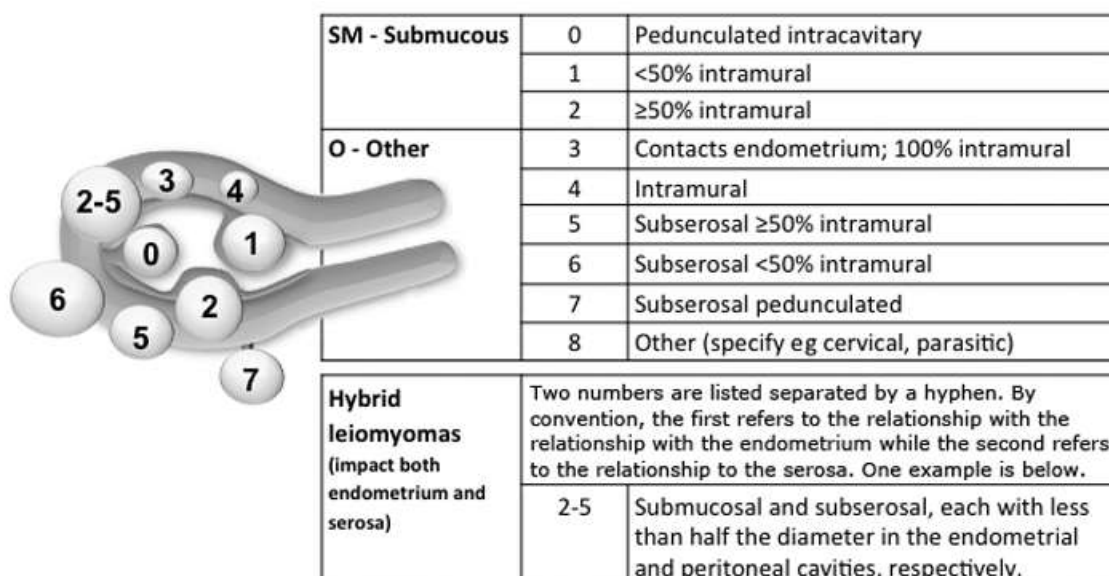 SM - Submucous 0 Pedunculated intracavitary
1 <50% intramural
2 ≥50% intramural
O - Other 3 Contacts endometrium; 100% intramural
4 Intramural
5 Subserosal ≥50% intramural
6 Subserosal <50% intramural
7 Subserosal pedunculated
8 Other (specify eg cervical, parasitic)
Hybrid
leiomyomas
(impact both
endometrium and
serosa)
Two numbers are listed separated by a hyphen. By
convention, the first refers to the relationship with the
relationship with the endometrium while the second refers
to the relationship to the serosa. One example is below.
2-5 Submucosal and subserosal, each with less
than half the diameter in the endometrial
and peritoneal cavities, respectively.
2-5
3
4
0
1
6
2
5
7